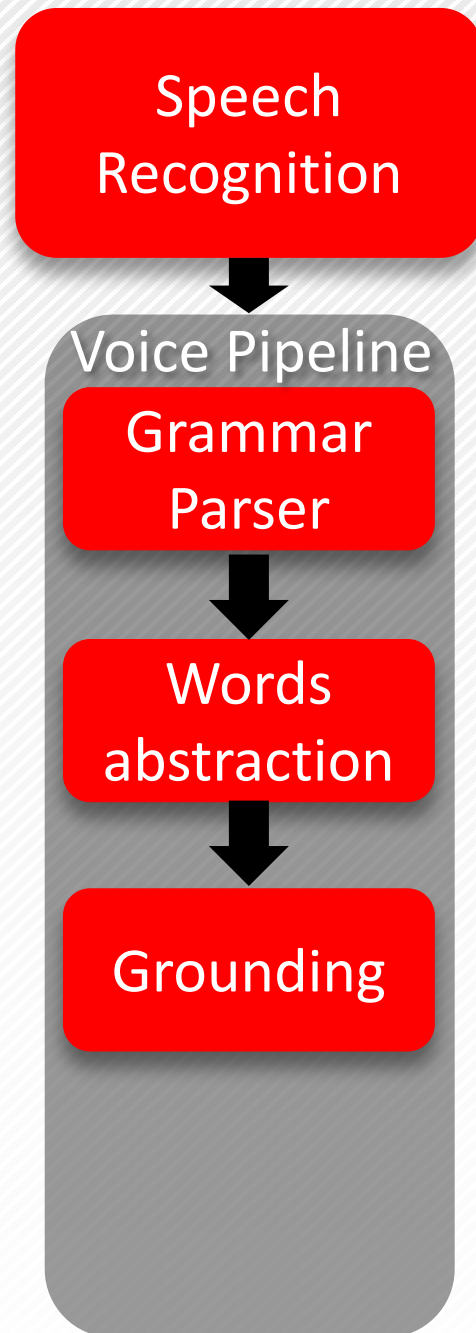 Speech
Recognition
Voice Pipeline
Grammar
Parser
Words
abstraction
Grounding